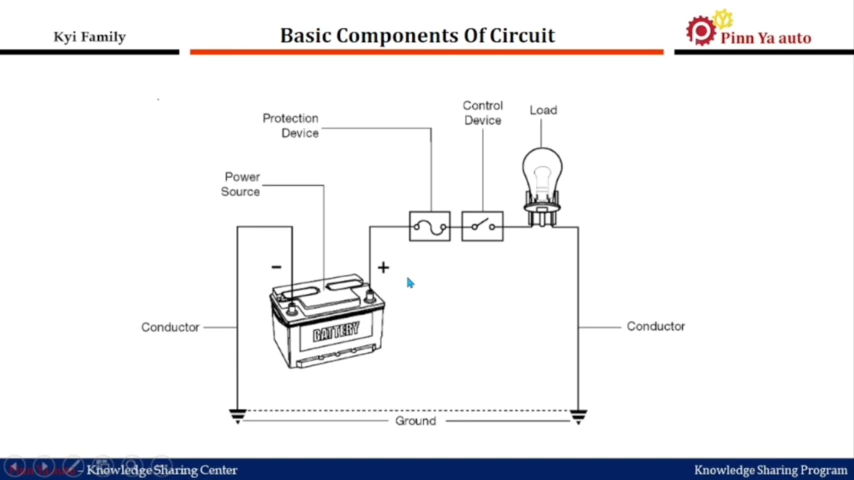 Kyi Family
Basic Components Of Circuit
Pinn Ya auto
Protection
Device
Control
Device
Load
Power
Source
−
+
BATTERY
Conductor
Conductor
Ground
– Knowledge Sharing Center
Knowledge Sharing Program